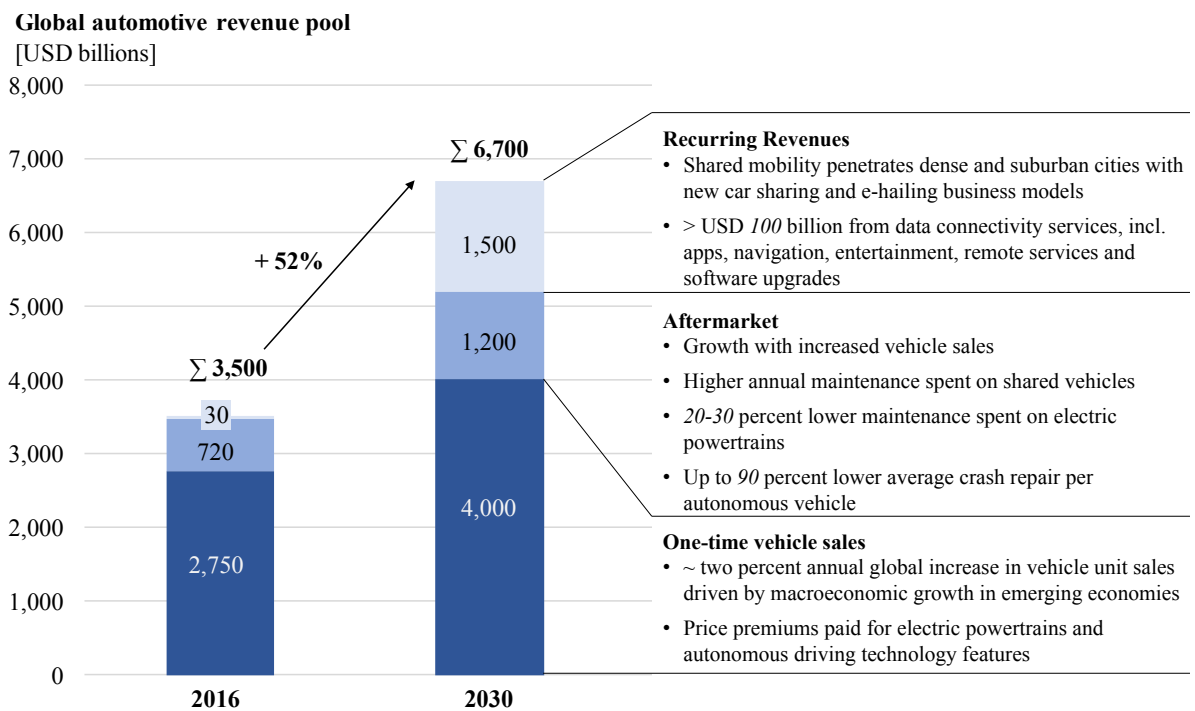 Global automotive revenue pool
[USD billions]
8,000
7,000
6,000
5,000
4,000
3,000
2,000
1,000
0
∑ 3,500
30
720
2,750
2016
+ 52%
∑ 6,700
1,500
1,200
4,000
2030
Recurring Revenues
• Shared mobility penetrates dense and suburban cities with
new car sharing and e-hailing business models
• > USD 100 billion from data connectivity services, incl.
apps, navigation, entertainment, remote services and
software upgrades
Aftermarket
• Growth with increased vehicle sales
• Higher annual maintenance spent on shared vehicles
• 20-30 percent lower maintenance spent on electric
powertrains
• Up to 90 percent lower average crash repair per
autonomous vehicle
One-time vehicle sales
• ~ two percent annual global increase in vehicle unit sales
driven by macroeconomic growth in emerging economies
• Price premiums paid for electric powertrains and
autonomous driving technology features